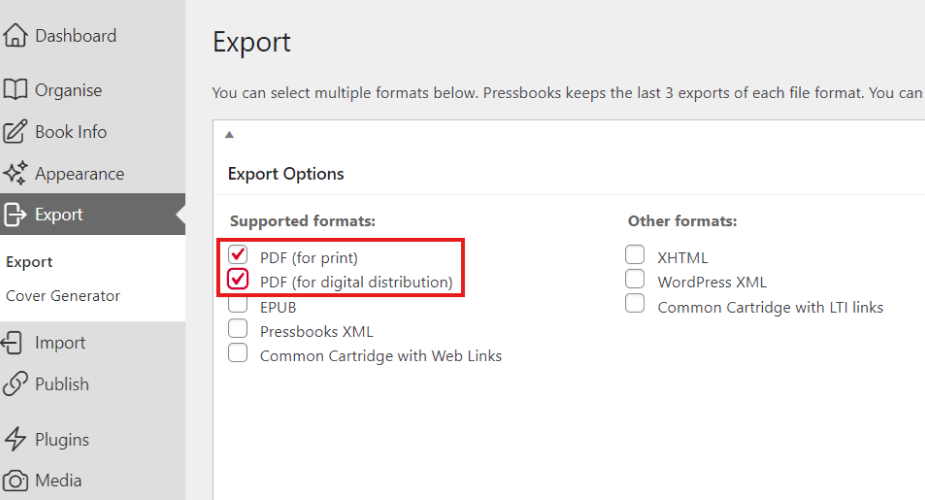 Dashboard
Organise
Book Info
Appearance
Export
Export
Cover Generator
Import
Publish
Plugins
Media
Export
You can select multiple formats below. Pressbooks keeps the last 3 exports of each file format. You can
Export Options
Supported formats:
PDF (for print)
PDF (for digital distribution)
EPUB
Pressbooks XML
Common Cartridge with Web Links
Other formats:
XHTML
WordPress XML
Common Cartridge with LTI links